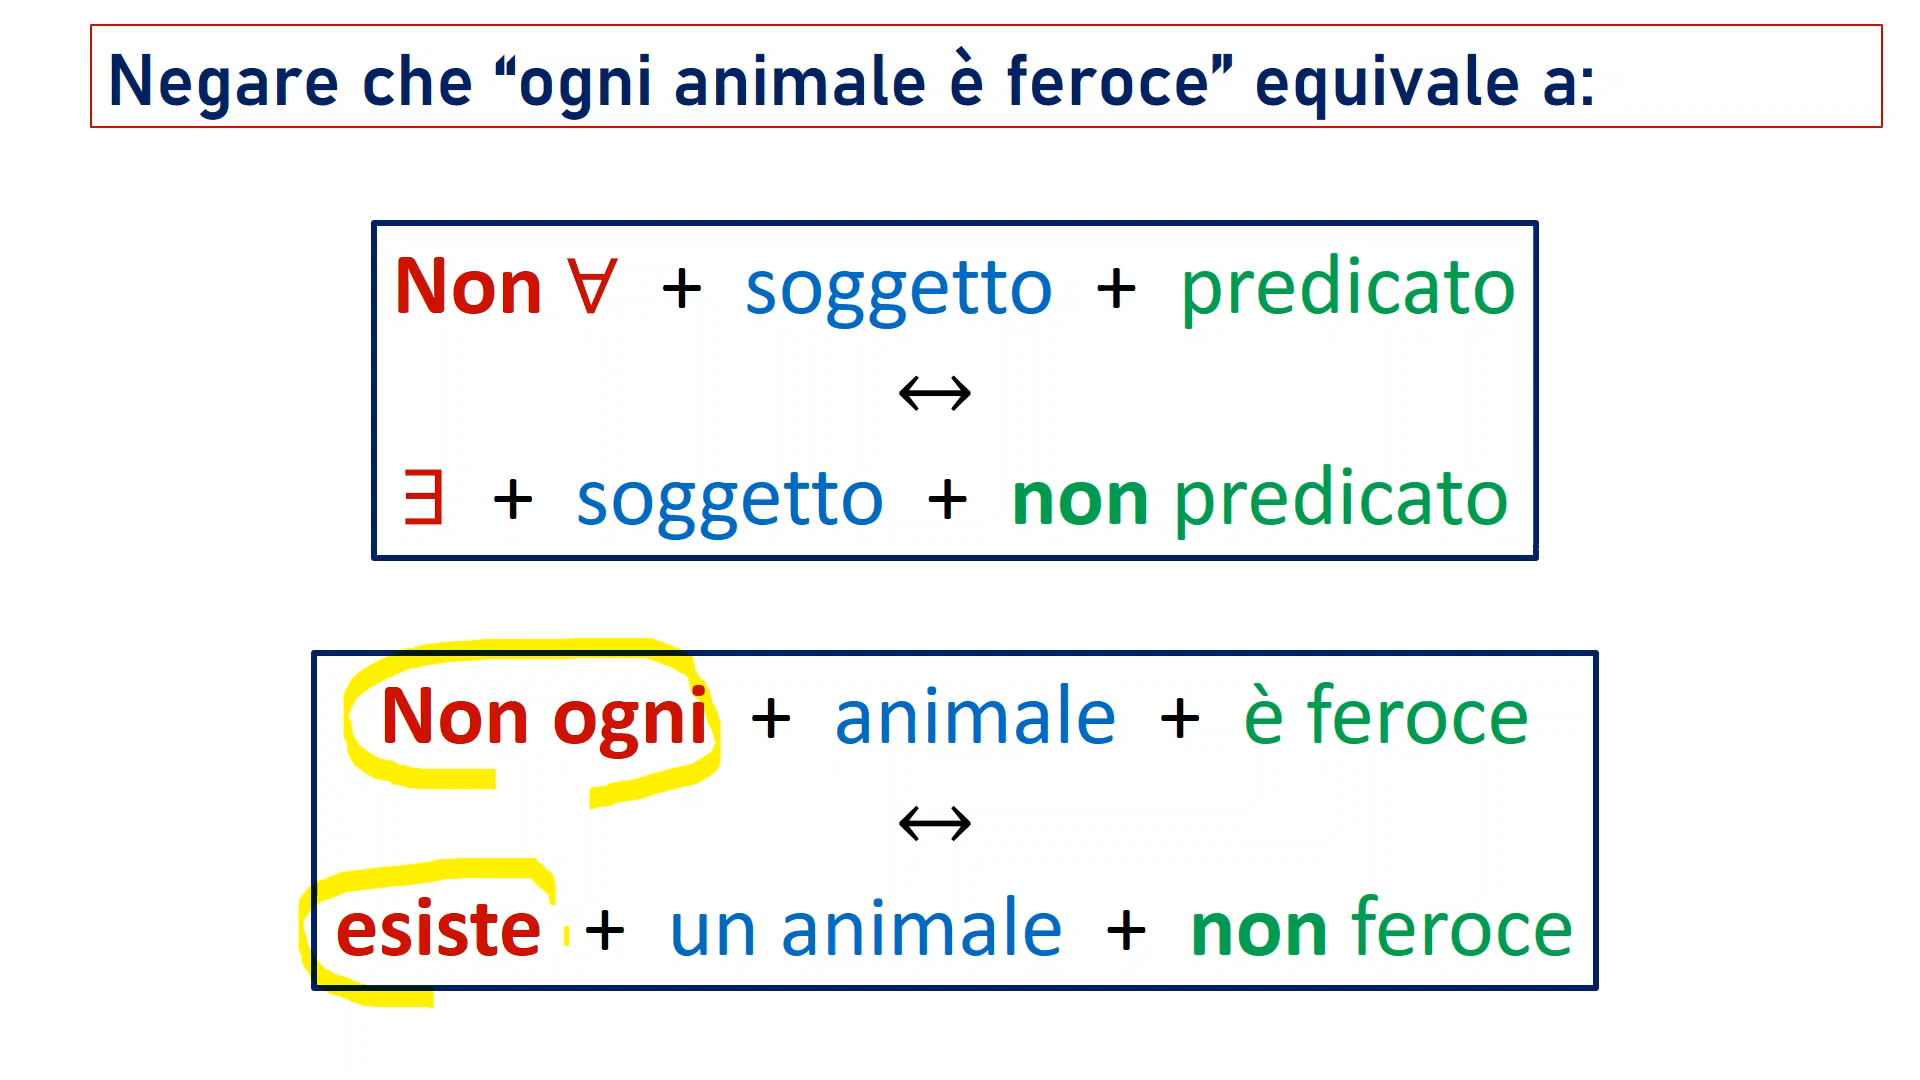 Negare che “ogni animale è feroce” equivale a:
Non ∀ + soggetto + predicato
↔
∃ + soggetto + non predicato
Non ogni + animale + è feroce
↔
esiste + un animale + non feroce